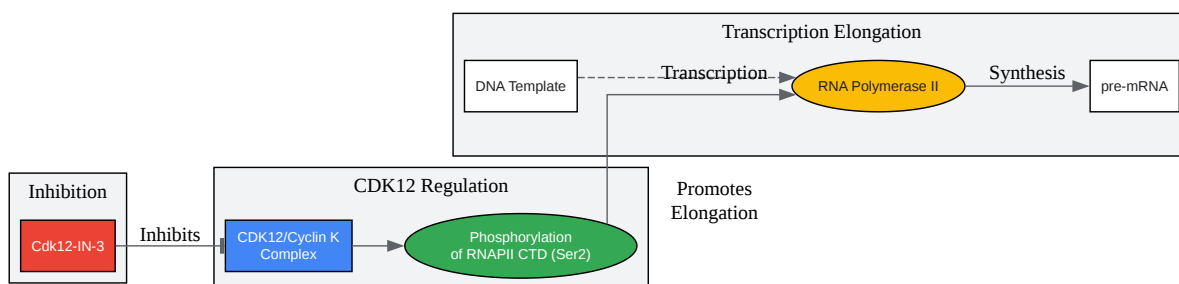 Transcription Elongation
DNA Template
Transcription
RNA Polymerase II
Synthesis
pre-mRNA
Inhibition
Cdk12-IN-3
Inhibits
CDK12 Regulation
CDK12/Cyclin K
Complex
Phosphorylation
of RNAPII CTD (Ser2)
Promotes
Elongation